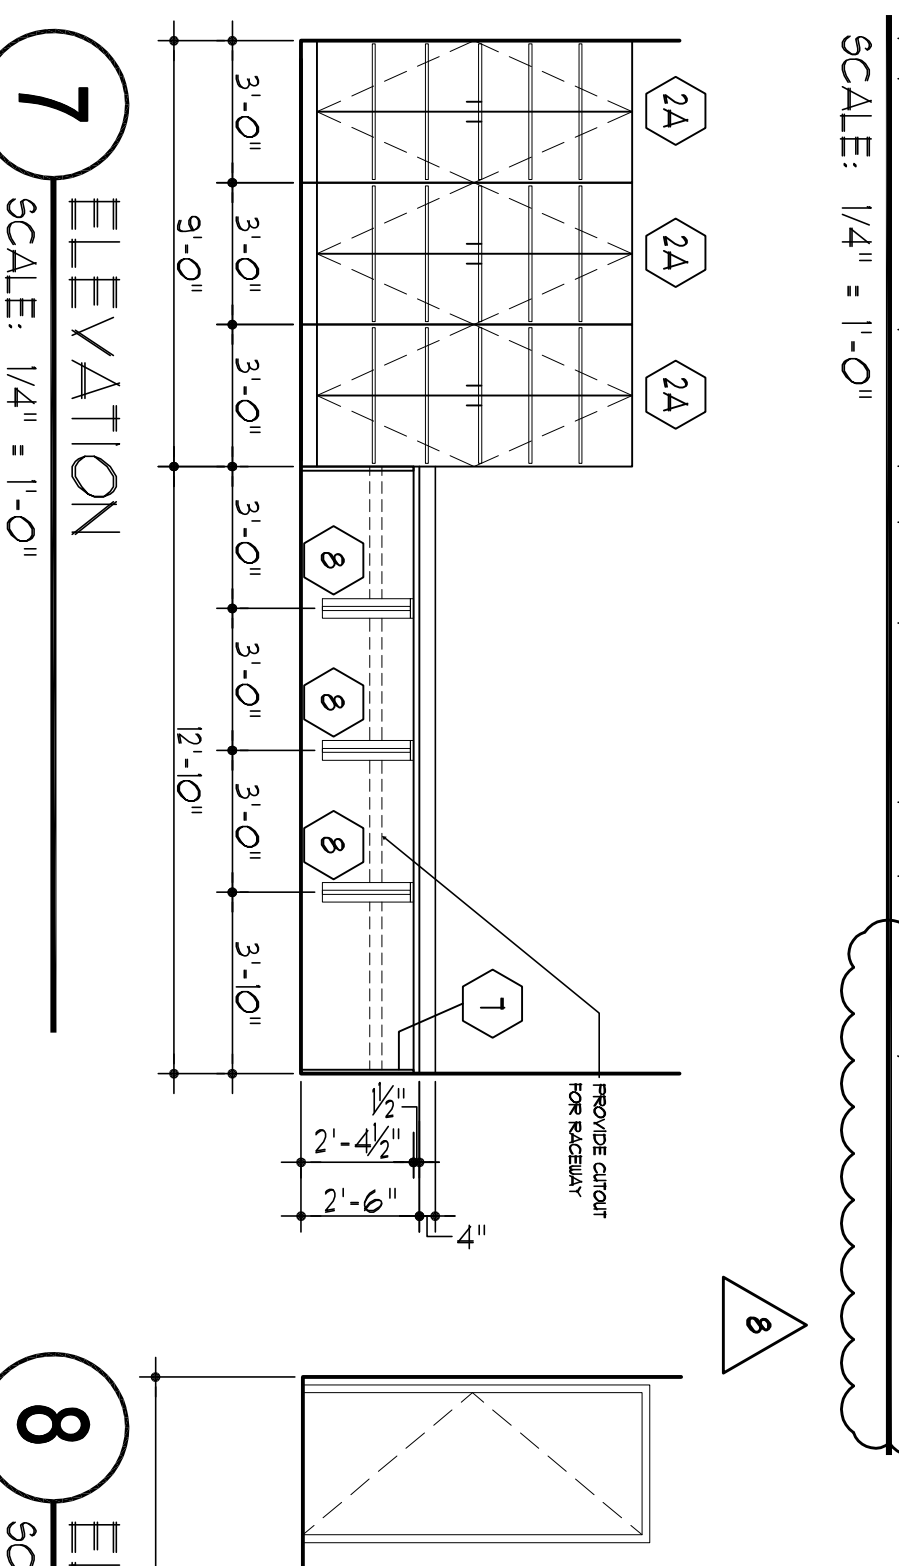 SCALE: 1/4" = 1'-0"
2A
2A
2A
3'-0"
3'-0"
3'-0"
3'-0"
3'-0"
3'-0"
3'-10"
9'-0"
12'-10"
8
8
8
7
PROVIDE CUTOUT
FOR RACEWAY
1 1/2"
2'-4 1/2"
2'-6"
4"
8
7
ELEVATION
SCALE: 1/4" = 1'-0"
8